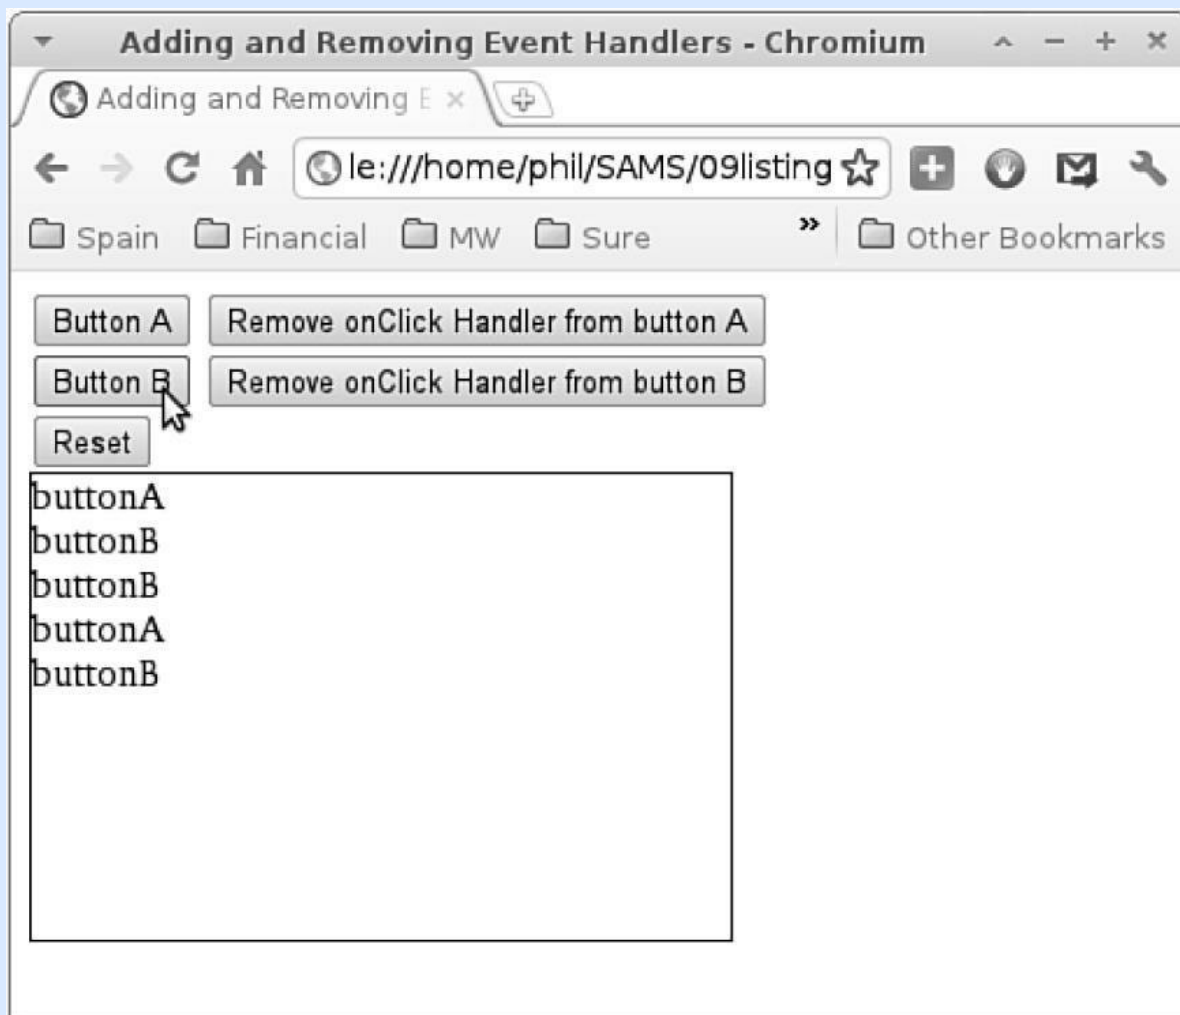 Adding and Removing Event Handlers - Chromium
Adding and Removing E
le:///home/phil/SAMS/09listing
Spain Financial MW Sure » Other Bookmarks
Button A Remove onClick Handler from button A
Button B Remove onClick Handler from button B
Reset
buttonA
buttonB
buttonB
buttonA
buttonB